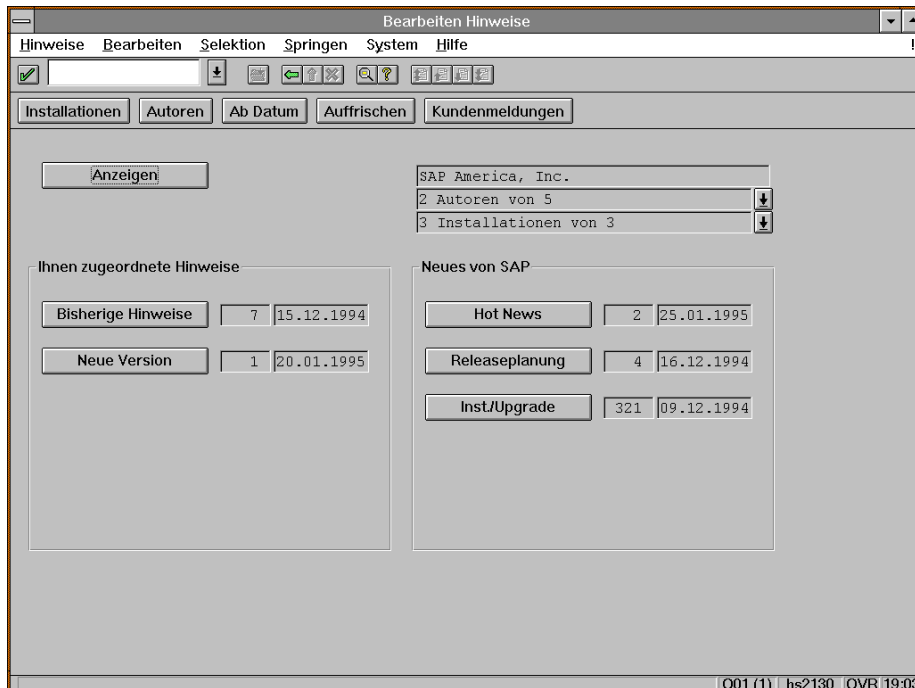 Bearbeiten Hinweise
Hinweise Bearbeiten Selektion Springen System Hilfe
Installationen Autoren Ab Datum Auffrischen Kundenmeldungen
Anzeigen
SAP America, Inc.
2 Autoren von 5
3 Installationen von 3
Ihnen zugeordnete Hinweise
Bisherige Hinweise 7 15.12.1994
Neue Version 1 20.01.1995
Neues von SAP
Hot News 2 25.01.1995
Releaseplanung 4 16.12.1994
Inst./Upgrade 321 09.12.1994
O01 (1) hs2130 OVR 19:03